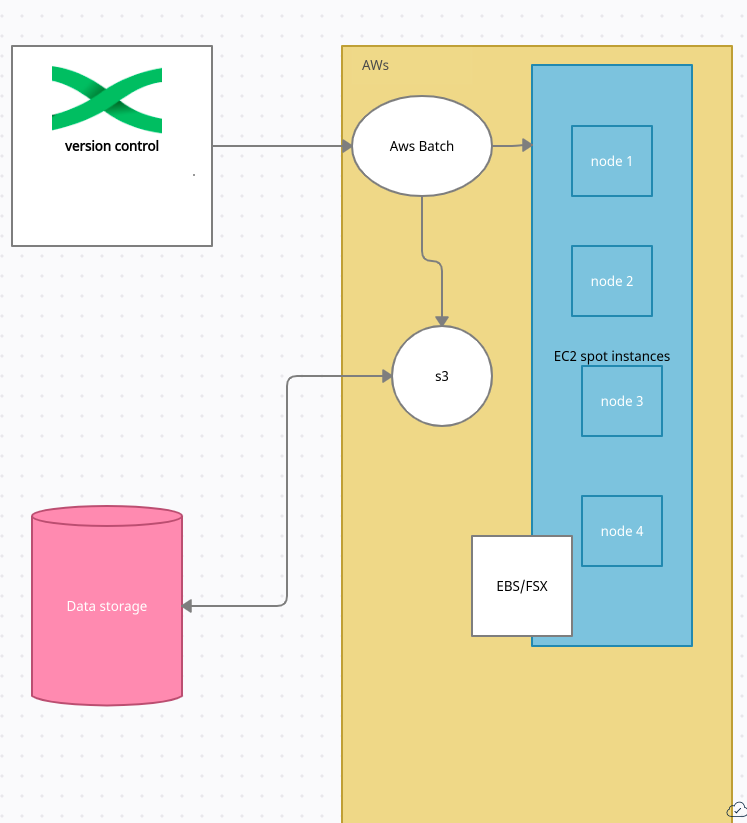 AWs
version control
Aws Batch
node 1
node 2
EC2 spot instances
s3
node 3
node 4
EBS/FSX
Data storage